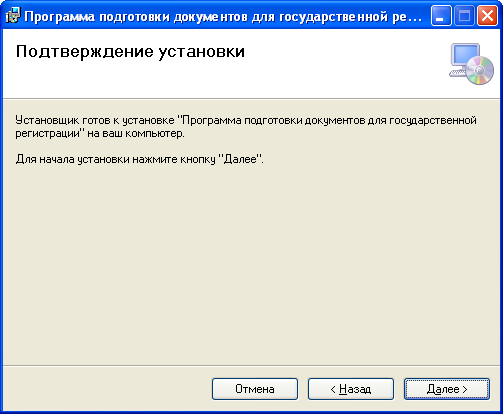 Программа подготовки документов для государственной ре...
Подтверждение установки
Установщик готов к установке "Программа подготовки документов для государственной
регистрации" на ваш компьютер.
Для начала установки нажмите кнопку "Далее".
Отмена
< Назад
Далее >